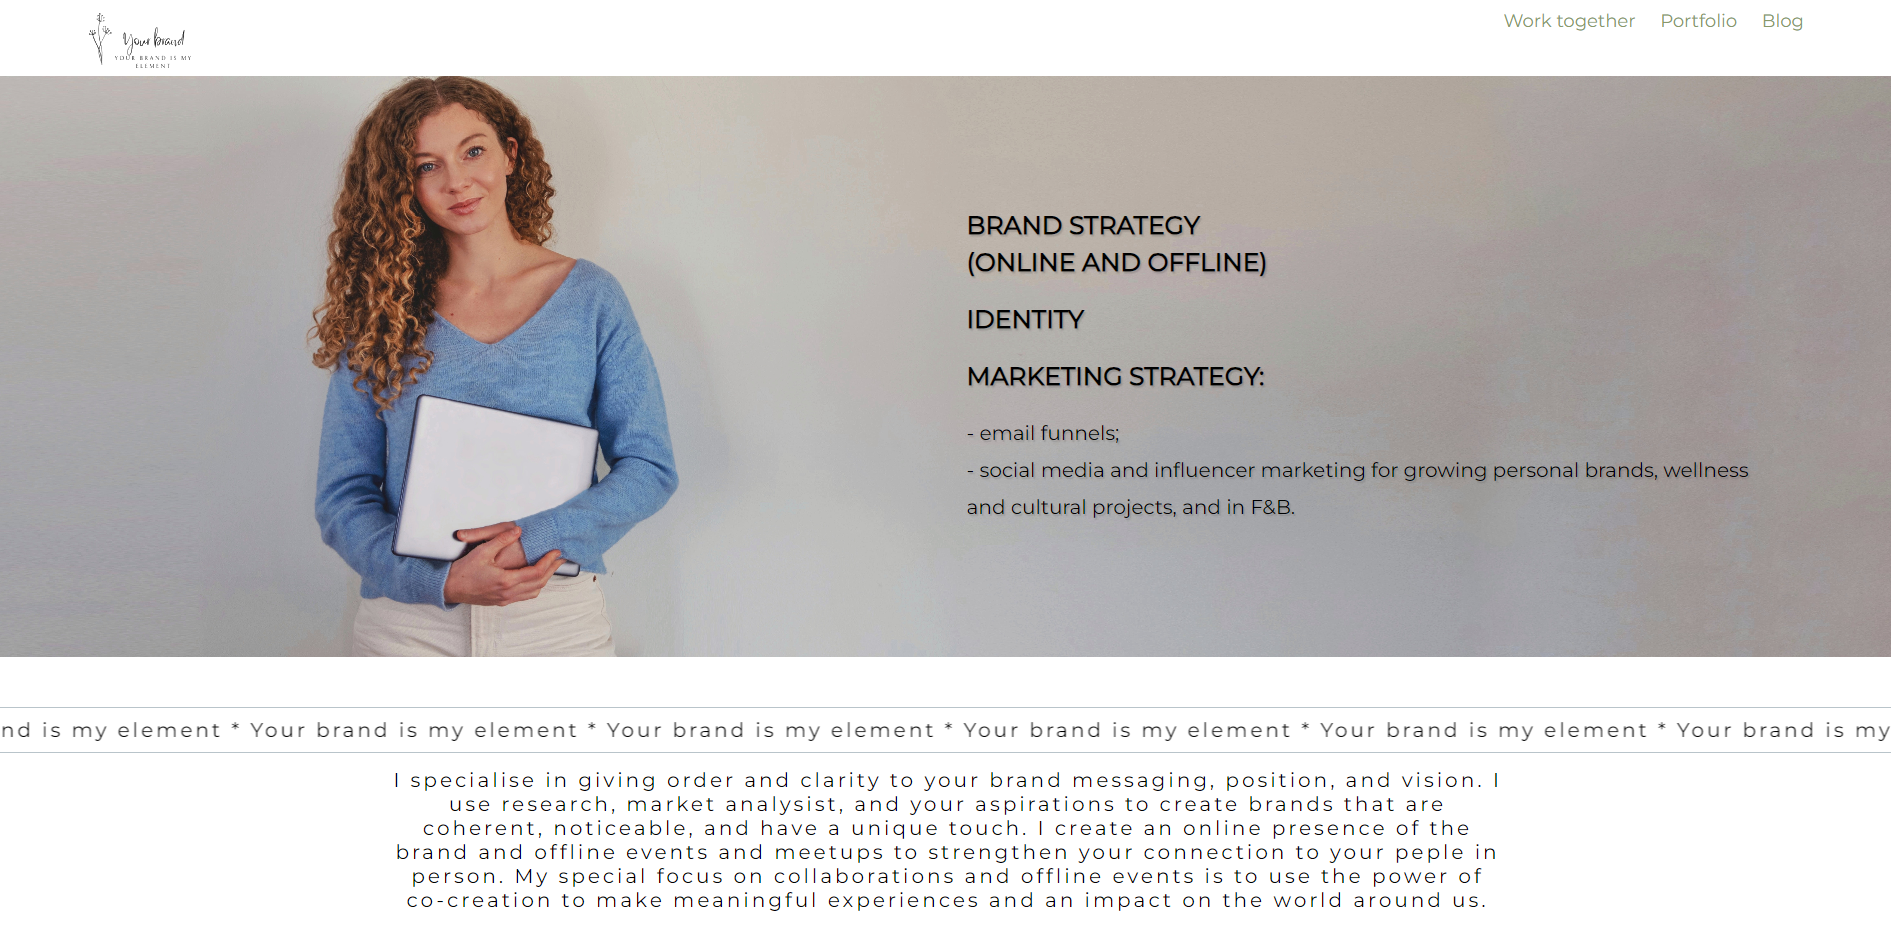 Your brand
YOUR BRAND IS MY
ELEMENT
Work together Portfolio Blog
BRAND STRATEGY
(ONLINE AND OFFLINE)
IDENTITY
MARKETING STRATEGY:
- email funnels;
- social media and influencer marketing for growing personal brands, wellness
and cultural projects, and in F&B.
nd is my element * Your brand is my element * Your brand is my element * Your brand is my element * Your brand is my element * Your brand is my
I specialise in giving order and clarity to your brand messaging, position, and vision. I
use research, market analysist, and your aspirations to create brands that are
coherent, noticeable, and have a unique touch. I create an online presence of the
brand and offline events and meetups to strengthen your connection to your peple in
person. My special focus on collaborations and offline events is to use the power of
co-creation to make meaningful experiences and an impact on the world around us.